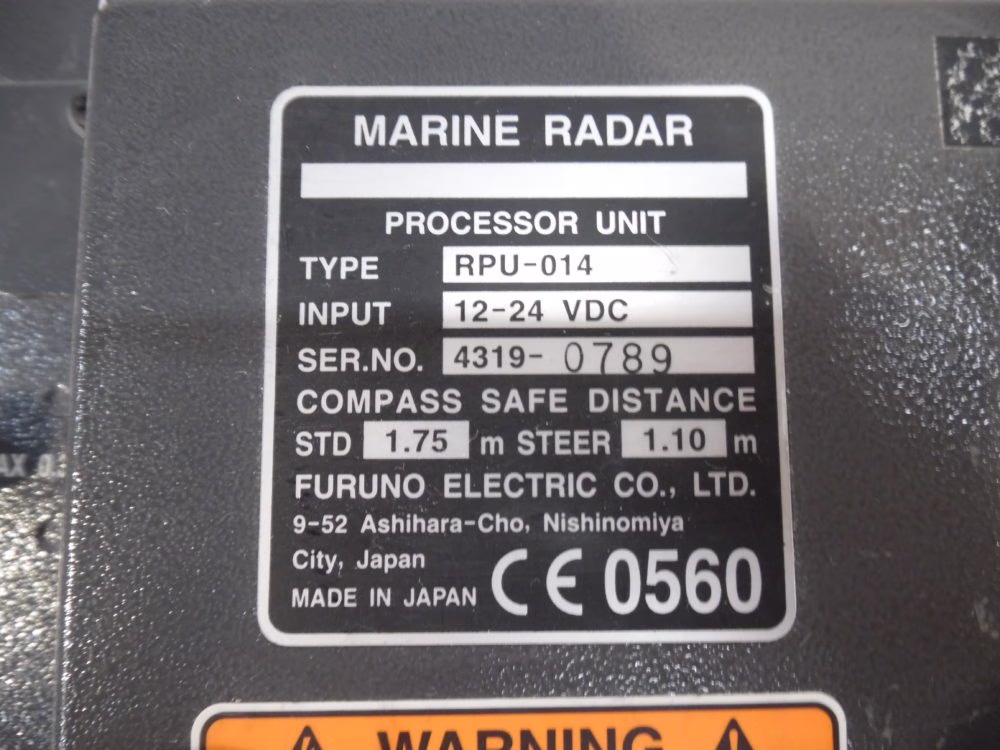 MARINE RADAR
PROCESSOR UNIT
TYPE RPU-014
INPUT 12-24 VDC
SER.NO. 4319- 0789
COMPASS SAFE DISTANCE
STD 1.75 m STEER 1.10 m
FURUNO ELECTRIC CO., LTD.
9-52 Ashihara-Cho, Nishinomiya
City, Japan
MADE IN JAPAN CE 0560
WARNING